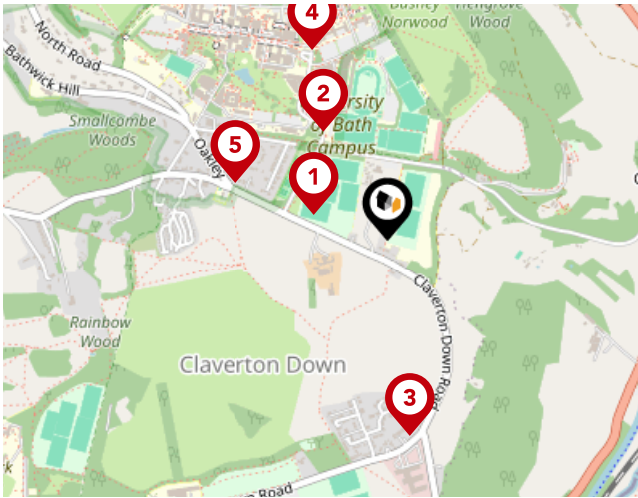 4
Bushey
Norwood
Hengrove
Wood
North Road
Bathwick Hill
2
University
of Bath
Campus
Smallcombe
Woods
5
Oakley
1
Claverton Down Road
Rainbow
Wood
Claverton Down
3
Road